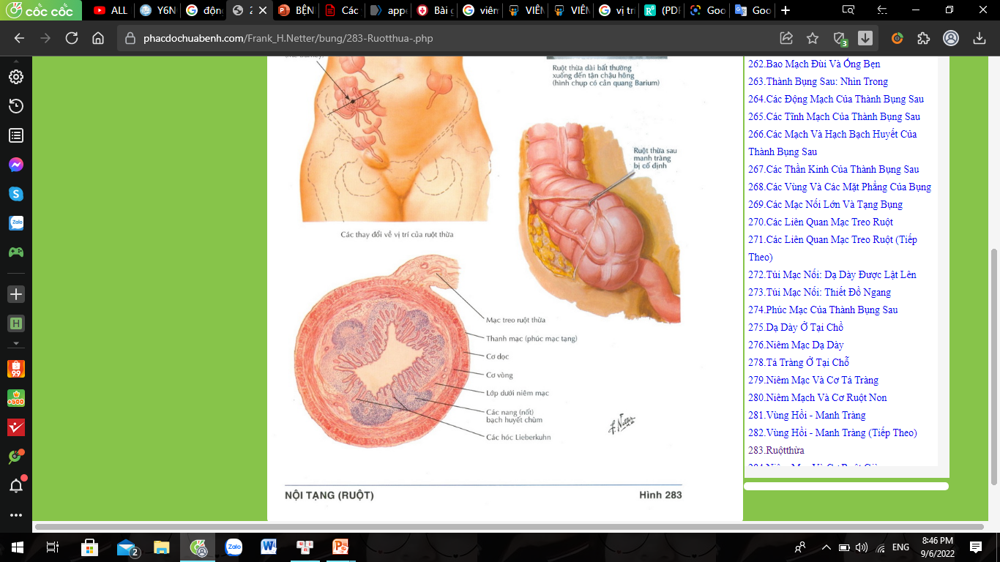 cốc cốc
ALL
Y6N
động
2
BỆN
Các
appe
Bài g
viêm
VIÊM
VIÊN
vị trí
(PDF
Goo
Goo
phacdochuabenh.com/Frank_H.Netter/bung/283-Ruotthua-.php
3
Ruột thừa dài bất thường
xuống đến tận chậu hông
(hình chụp có cản quang Barium)
Ruột thừa sau
manh tràng
bị cố định
Các thay đổi về vị trí của ruột thừa
Mạc treo ruột thừa
Thanh mạc (phúc mạc tạng)
Cơ dọc
Cơ vòng
Lớp dưới niêm mạc
Các nang (nốt)
bạch huyết chùm
Các hốc Lieberkuhn
F. Netter
NỘI TẠNG (RUỘT)
Hình 283
262.Bao Mạch Đùi Và Ống Bẹn
263.Thành Bụng Sau: Nhìn Trong
264.Các Động Mạch Của Thành Bụng Sau
265.Các Tĩnh Mạch Của Thành Bụng Sau
266.Các Mạch Và Hạch Bạch Huyết Của
Thành Bụng Sau
267.Các Thần Kinh Của Thành Bụng Sau
268.Các Vùng Và Các Mặt Phẳng Của Bụng
269.Các Mạc Nối Lớn Và Tạng Bụng
270.Các Liên Quan Mạc Treo Ruột
271.Các Liên Quan Mạc Treo Ruột (Tiếp
Theo)
272.Túi Mạc Nối: Dạ Dày Được Lật Lên
273.Túi Mạc Nối: Thiết Đồ Ngang
274.Phúc Mạc Của Thành Bụng Sau
275.Dạ Dày Ở Tại Chỗ
276.Niêm Mạc Dạ Dày
278.Tá Tràng Ở Tại Chỗ
279.Niêm Mạc Và Cơ Tá Tràng
280.Niêm Mạch Và Cơ Ruột Non
281.Vùng Hồi - Manh Tràng
282.Vùng Hồi - Manh Tràng (Tiếp Theo)
283.Ruộtthừa
Zalo
H
99
+500
2
Zalo
ENG
8:46 PM
9/6/2022